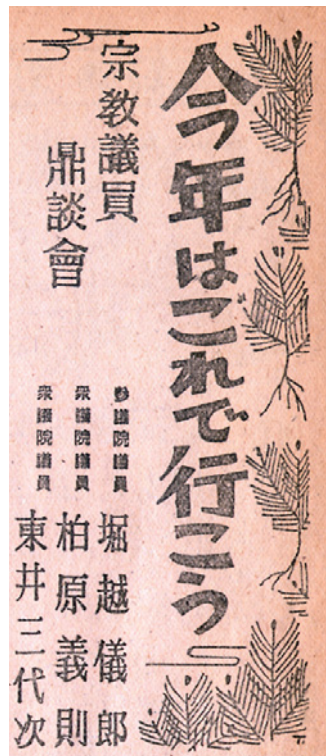 今年はこれで行こう
宗教議員
鼎談會
参議院議員 堀越儀郎
衆議院議員 柏原義則
衆議院議員 東井三代次